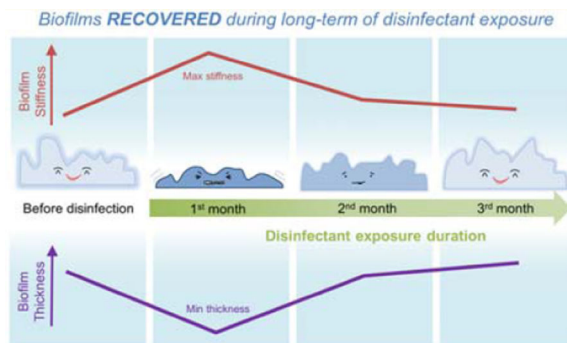 Biofilms RECOVERED during long-term of disinfectant exposure
Biofilm
Stiffness
Max stiffness
Before disinfection
1st month
2nd month
3rd month
Disinfectant exposure duration
Biofilm
Thickness
Min thickness